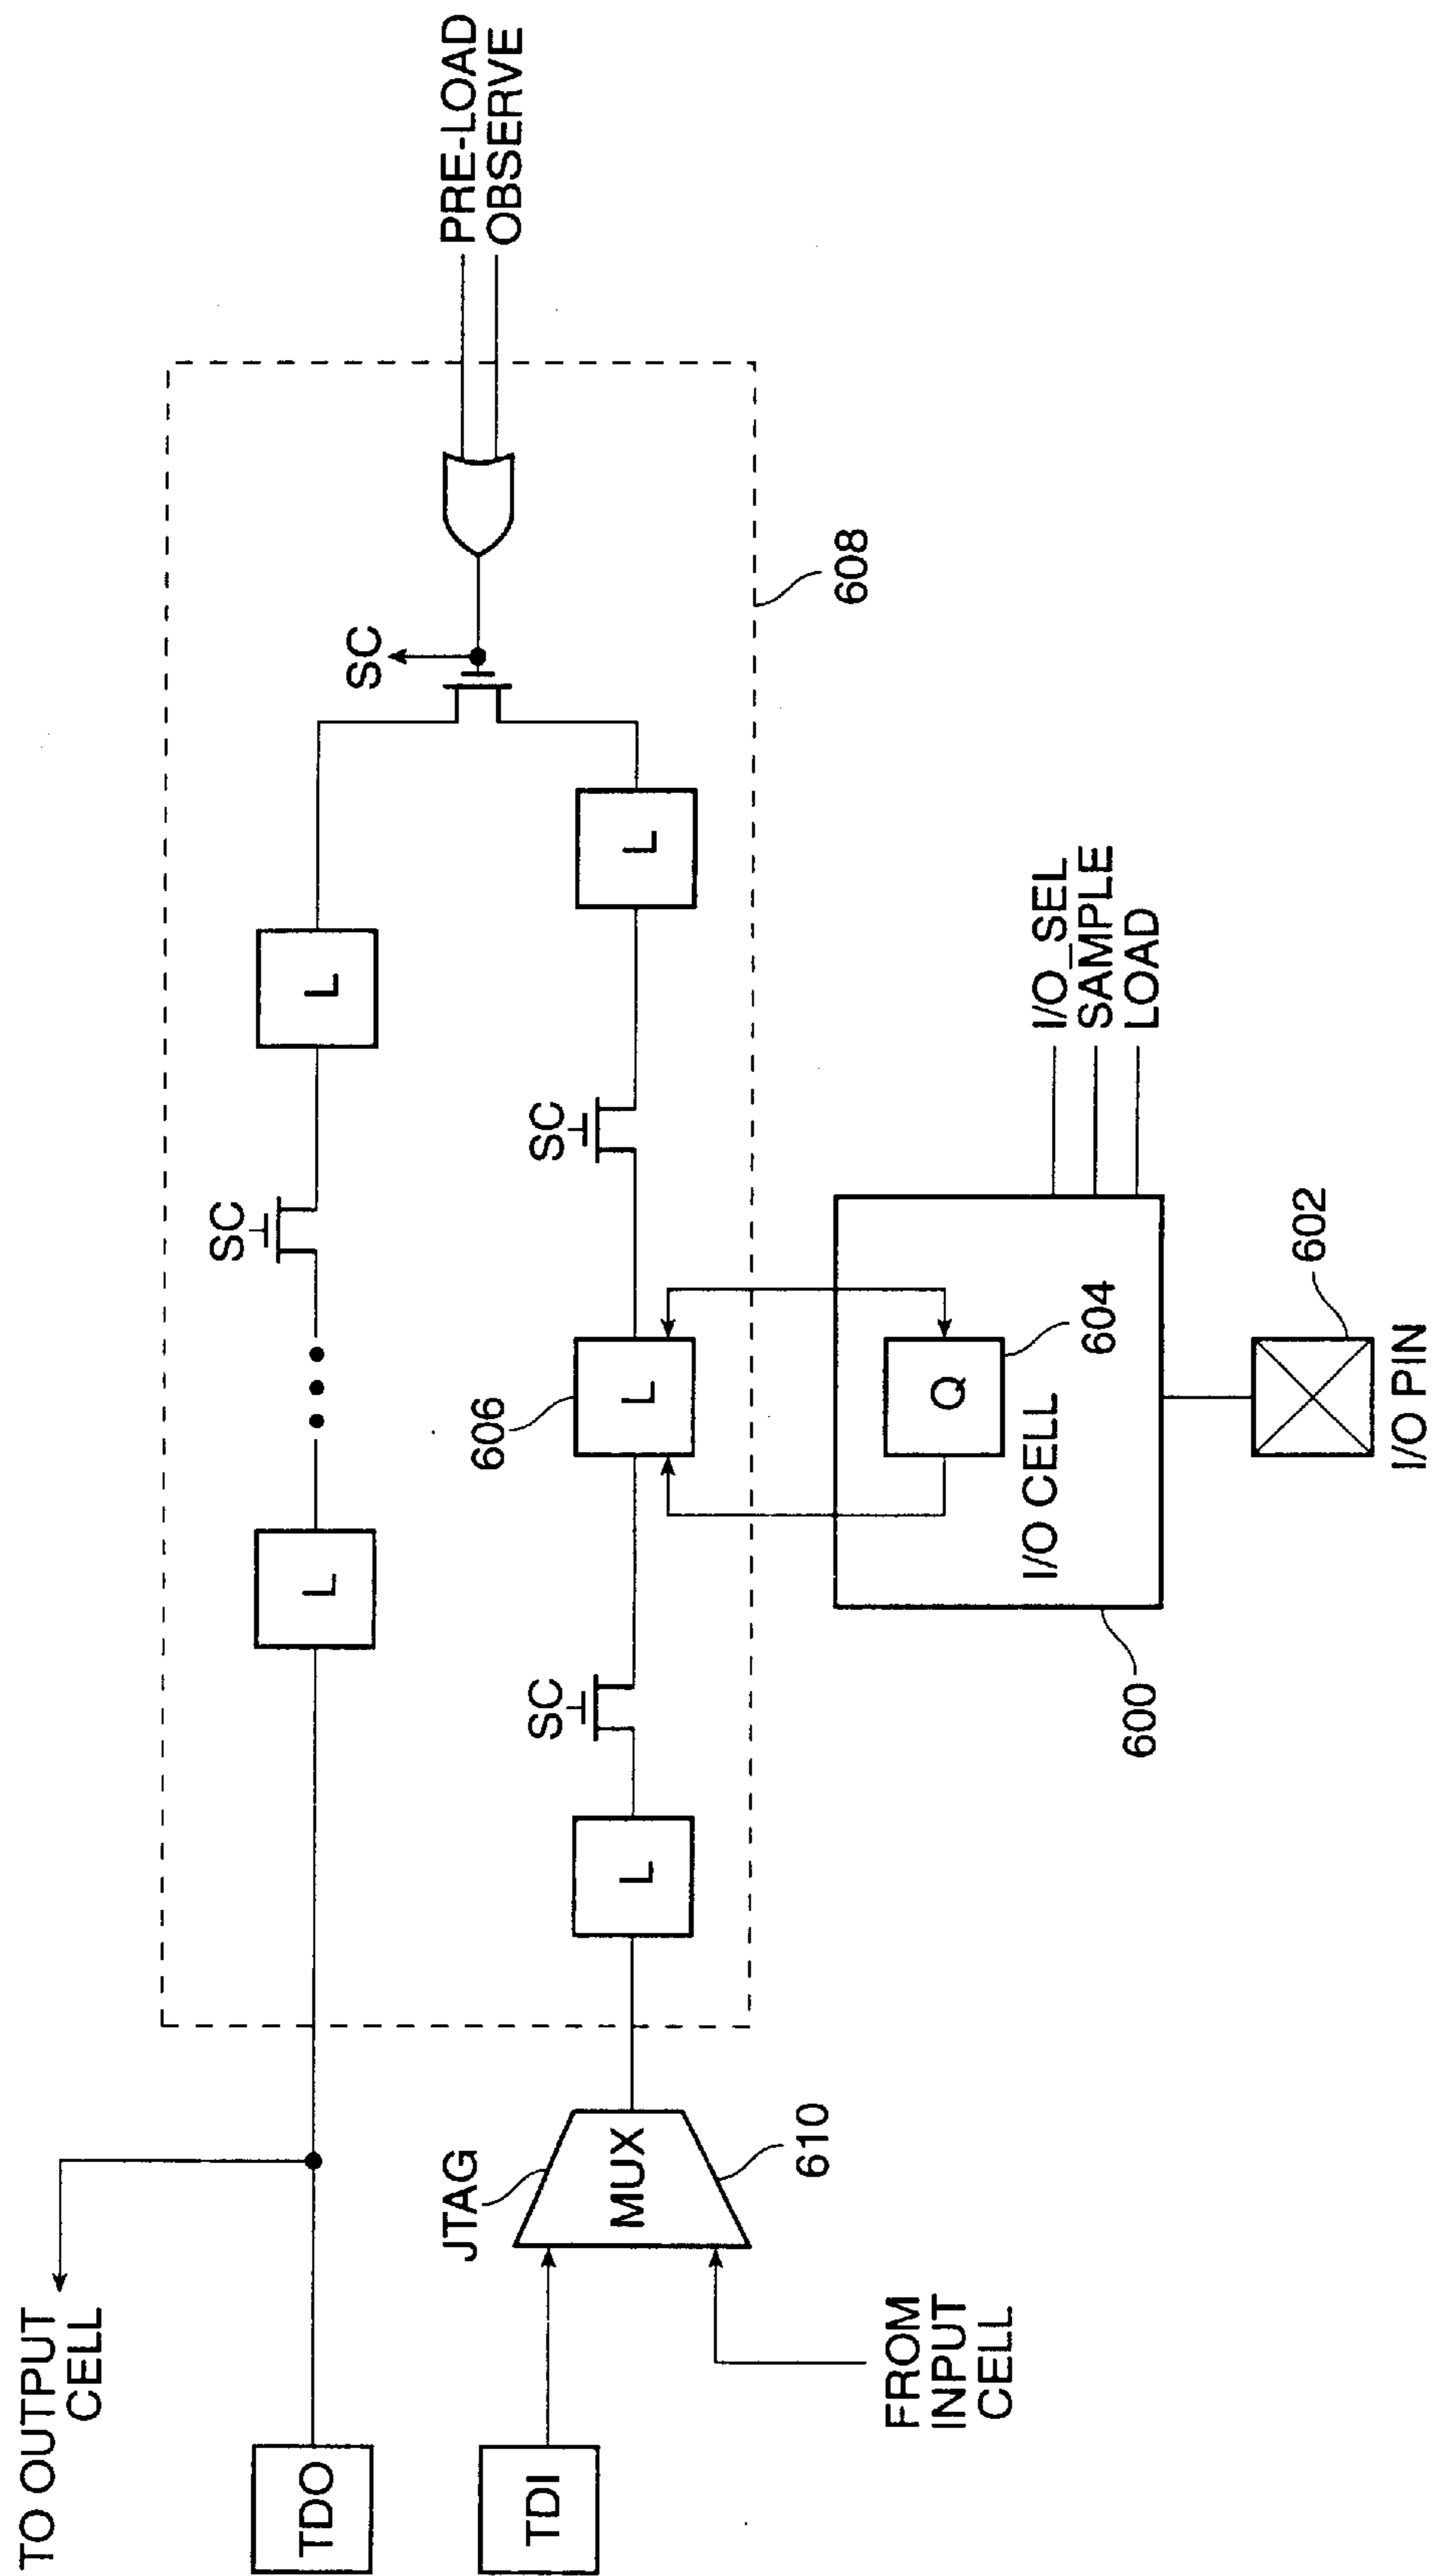 TO OUTPUT
CELL
TDO
TDI
JTAG
MUX
610
FROM
INPUT
CELL
L
L
SC
SC
L
606
L
SC
SC
L
L
SC
PRE-LOAD
OBSERVE
608
600
I/O CELL
Q
604
I/O_SEL
SAMPLE
LOAD
602
I/O PIN